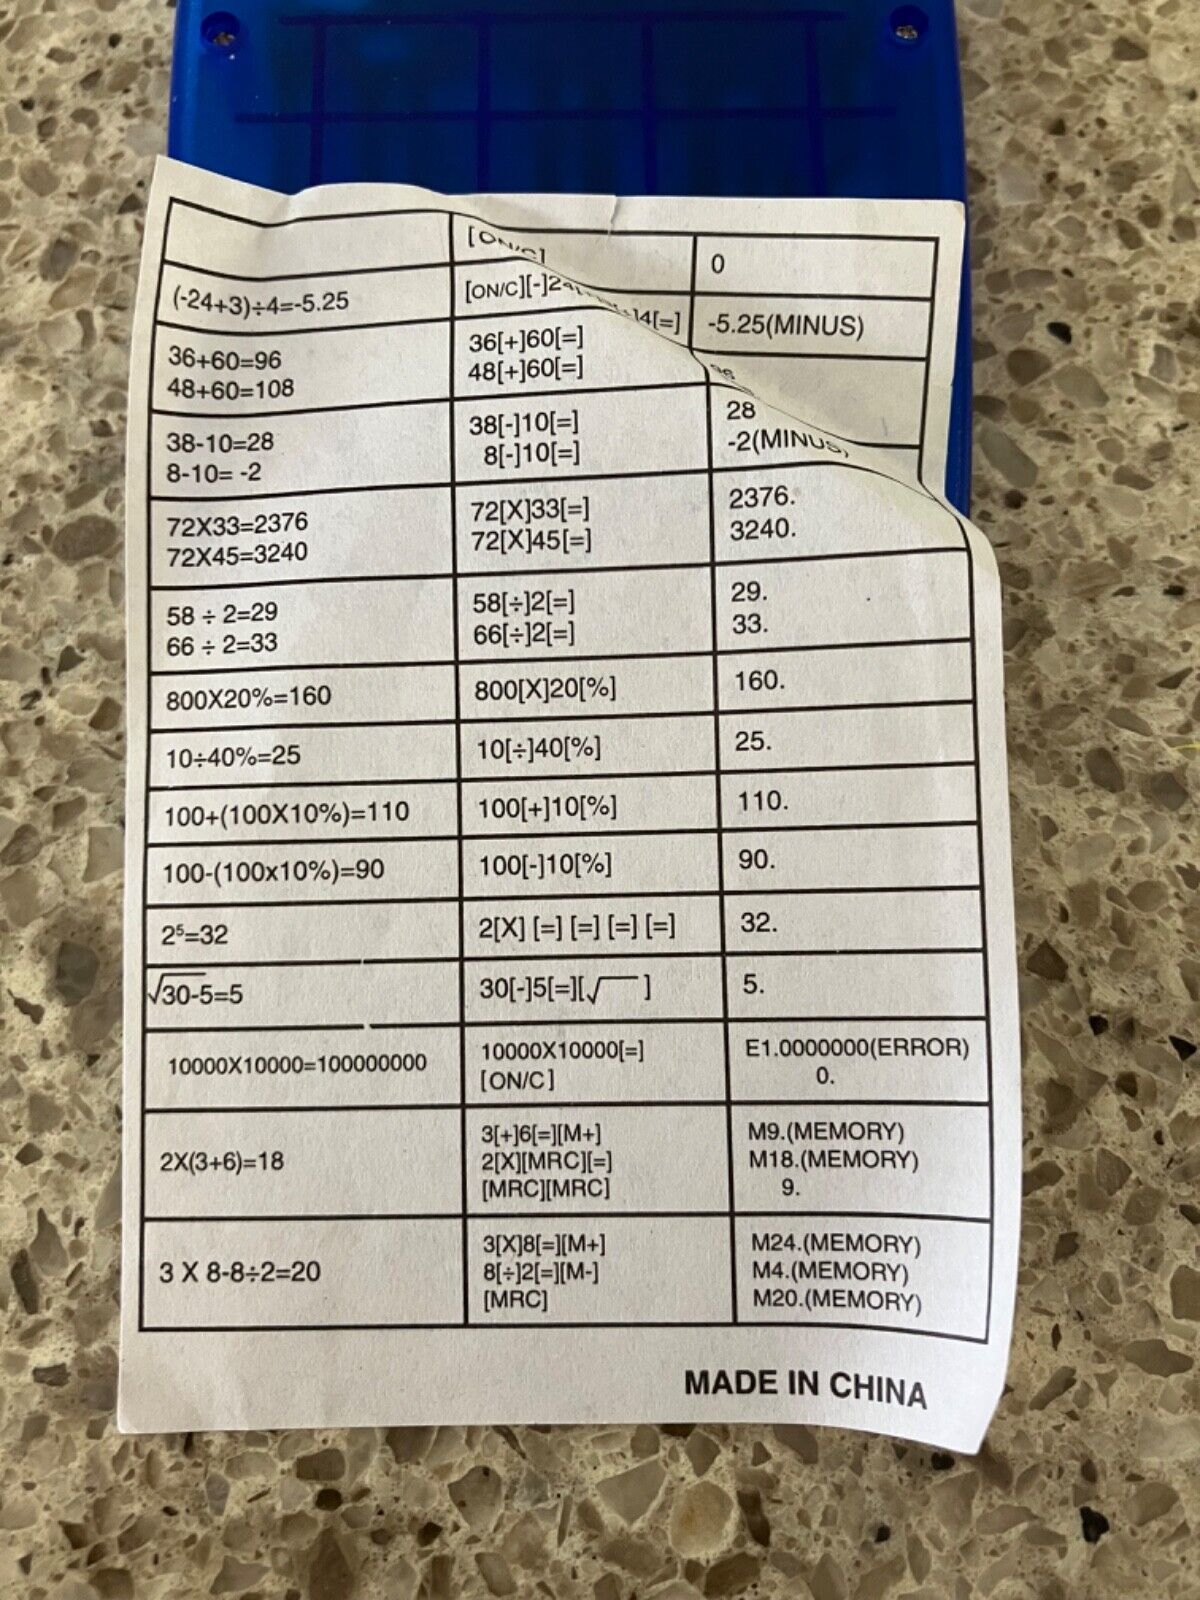 [ON/C] 0
(-24+3)÷4=-5.25 [ON/C][-]24 ]4[=] -5.25(MINUS)
36+60=96 36[+]60[=] 96
48+60=108 48[+]60[=]
38-10=28 38[-]10[=] 28
8-10= -2 8[-]10[=] -2(MINUS)
72X33=2376 72[X]33[=] 2376.
72X45=3240 72[X]45[=] 3240.
58 ÷ 2=29 58[÷]2[=] 29.
66 ÷ 2=33 66[÷]2[=] 33.
800X20%=160 800[X]20[%] 160.
10÷40%=25 10[÷]40[%] 25.
100+(100X10%)=110 100[+]10[%] 110.
100-(100x10%)=90 100[-]10[%] 90.
2⁵=32 2[X] [=] [=] [=] [=] 32.
√30-5=5 30[-]5[=][√ ] 5.
10000X10000=100000000 10000X10000[=] E1.0000000(ERROR)
[ON/C] 0.
3[+]6[=][M+] M9.(MEMORY)
2X(3+6)=18 2[X][MRC][=] M18.(MEMORY)
[MRC][MRC] 9.
3[X]8[=][M+] M24.(MEMORY)
3 X 8-8÷2=20 8[÷]2[=][M-] M4.(MEMORY)
[MRC] M20.(MEMORY)
MADE IN CHINA